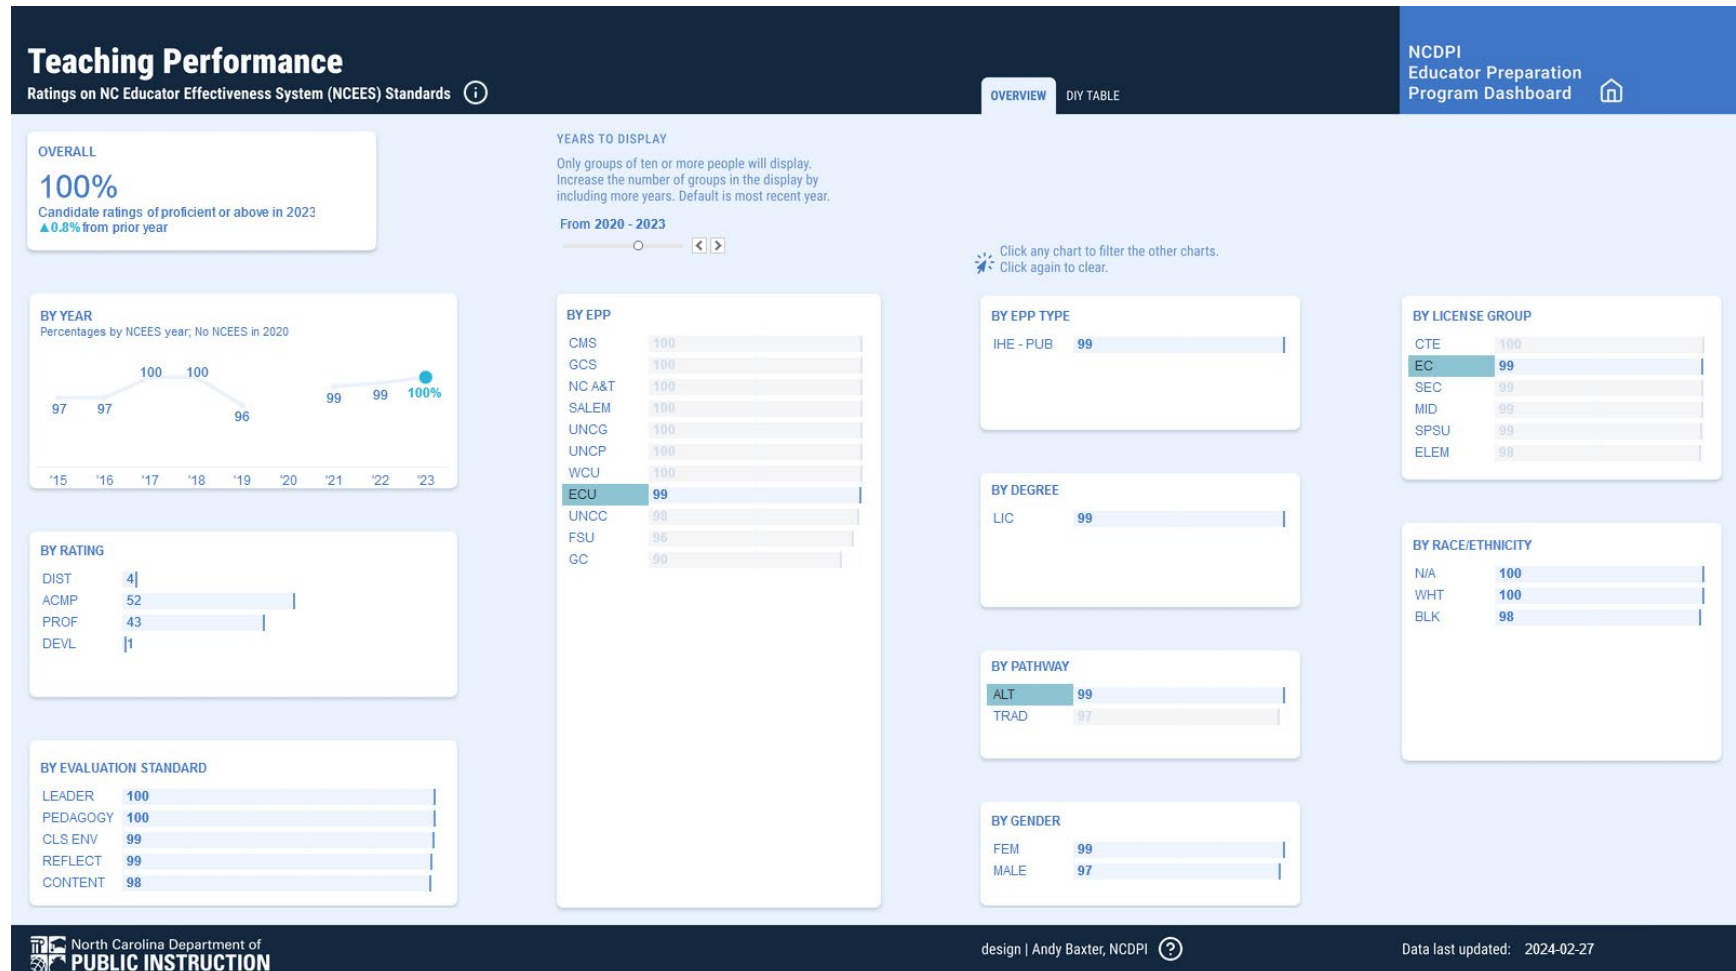 Teaching Performance
Ratings on NC Educator Effectiveness System (NCEES) Standards
OVERVIEW
DIY TABLE
NCDPI
Educator Preparation
Program Dashboard
OVERALL
100%
Candidate ratings of proficient or above in 2023
▲0.8% from prior year
YEARS TO DISPLAY
Only groups of ten or more people will display.
Increase the number of groups in the display by
including more years. Default is most recent year.
From 2020 - 2023
Click any chart to filter the other charts.
Click again to clear.
BY YEAR
Percentages by NCEES year; No NCEES in 2020
97 97 100 100 96 99 99 100%
'15 '16 '17 '18 '19 '20 '21 '22 '23
BY RATING
DIST 4
ACMP 52
PROF 43
DEVL 1
BY EVALUATION STANDARD
LEADER 100
PEDAGOGY 100
CLS ENV 99
REFLECT 99
CONTENT 98
BY EPP
CMS 100
GCS 100
NC A&T 100
SALEM 100
UNCG 100
UNCP 100
WCU 100
ECU 99
UNCC 98
FSU 96
GC 90
BY EPP TYPE
IHE - PUB 99
BY DEGREE
LIC 99
BY PATHWAY
ALT 99
TRAD 97
BY GENDER
FEM 99
MALE 97
BY LICENSE GROUP
CTE 100
EC 99
SEC 99
MID 99
SPSU 99
ELEM 98
BY RACE/ETHNICITY
N/A 100
WHT 100
BLK 98
North Carolina Department of
PUBLIC INSTRUCTION
design | Andy Baxter, NCDPI
Data last updated: 2024-02-27